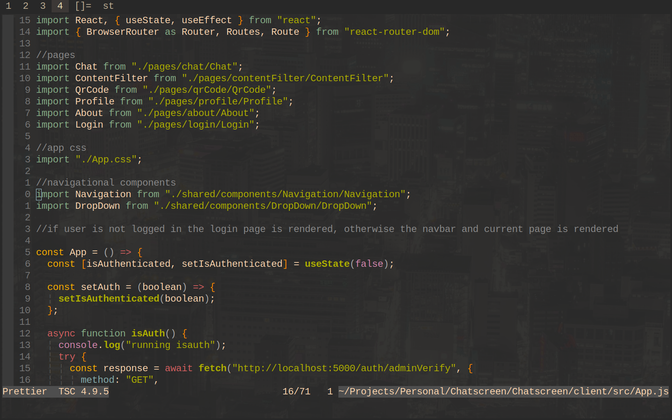 1 2 3 4 []= st
15 import React, { useState, useEffect } from "react";
14 import { BrowserRouter as Router, Routes, Route } from "react-router-dom";
13
12 //pages
11 import Chat from "./pages/chat/Chat";
10 import ContentFilter from "./pages/contentFilter/ContentFilter";
9 import QrCode from "./pages/qrCode/QrCode";
8 import Profile from "./pages/profile/Profile";
7 import About from "./pages/about/About";
6 import Login from "./pages/login/Login";
5
4 //app css
3 import "./App.css";
2
1 //navigational components
0 import Navigation from "./shared/components/Navigation/Navigation";
1 import DropDown from "./shared/components/DropDown/DropDown";
2
3 //if user is not logged in the login page is rendered, otherwise the navbar and current page is rendered
4
5 const App = () => {
6 const [isAuthenticated, setIsAuthenticated] = useState(false);
7
8 const setAuth = (boolean) => {
9 setIsAuthenticated(boolean);
10 };
11
12 async function isAuth() {
13 console.log("running isauth");
14 try {
15 const response = await fetch("http://localhost:5000/auth/adminVerify", {
16 method: "GET",
Prettier TSC 4.9.5 16/71 1 ~/Projects/Personal/Chatscreen/Chatscreen/client/src/App.js